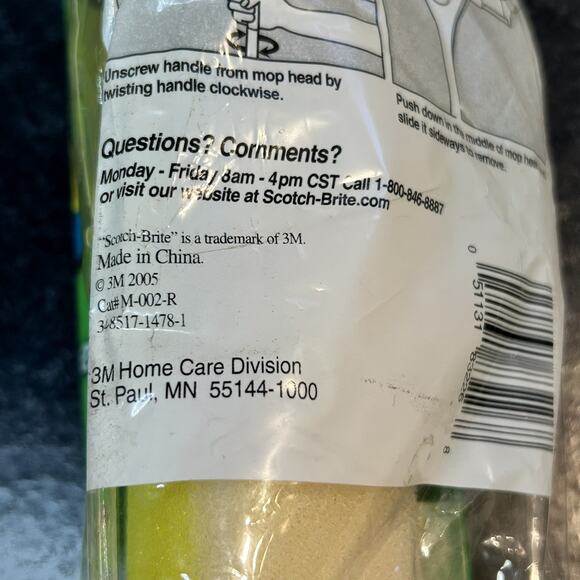 Unscrew handle from mop head by
twisting handle clockwise.
Push down in the middle of mop head
slide it sideways to remove.
Questions? Comments?
Monday - Friday 8am - 4pm CST Call 1-800-846-8887
or visit our website at Scotch-Brite.com
"Scotch-Brite" is a trademark of 3M.
Made in China.
© 3M 2005
Cat# M-002-R
34-8517-1478-1
3M Home Care Division
St. Paul, MN 55144-1000
0 51131 8